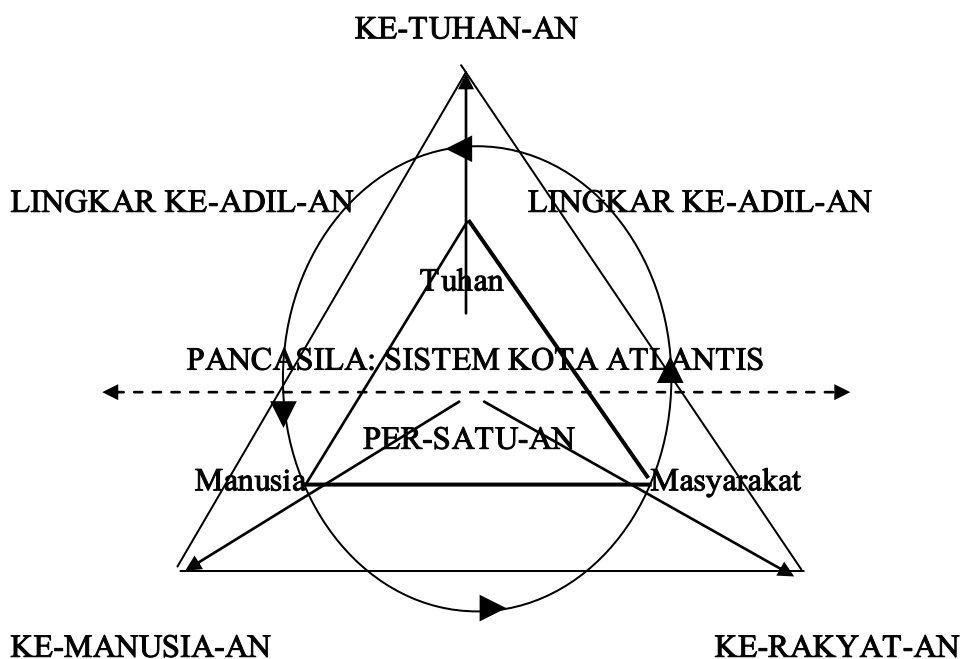 KE-TUHAN-AN
LINGKAR KE-ADIL-AN
LINGKAR KE-ADIL-AN
Tuhan
PANCASILA: SISTEM KOTA ATLANTIS
PER-SATU-AN
Manusia
Masyarakat
KE-MANUSIA-AN
KE-RAKYAT-AN